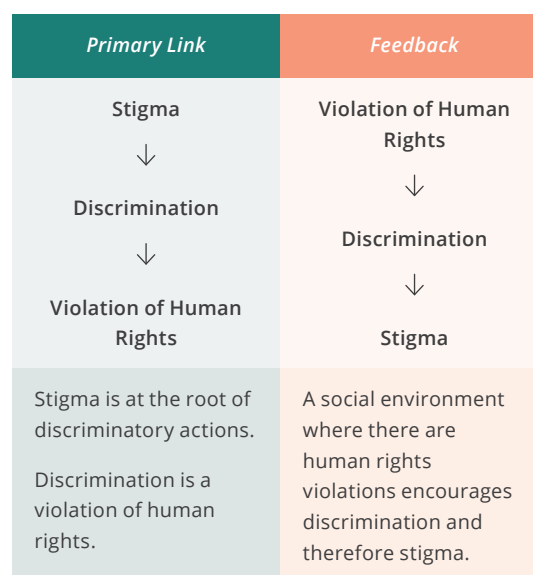 Primary Link
Stigma
↓
Discrimination
↓
Violation of Human
Rights
Stigma is at the root of
discriminatory actions.
Discrimination is a
violation of human
rights.
Feedback
Violation of Human
Rights
↓
Discrimination
↓
Stigma
A social environment
where there are
human rights
violations encourages
discrimination and
therefore stigma.